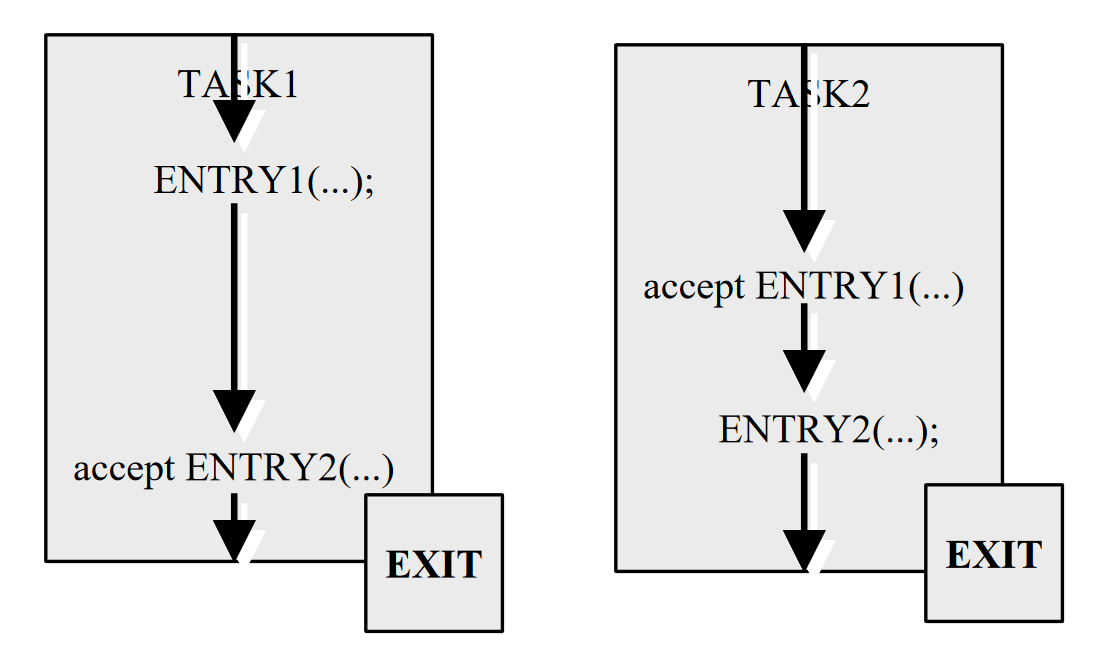 TASK1
ENTRY1(...);
accept ENTRY2(...)
EXIT
TASK2
accept ENTRY1(...)
ENTRY2(...);
EXIT